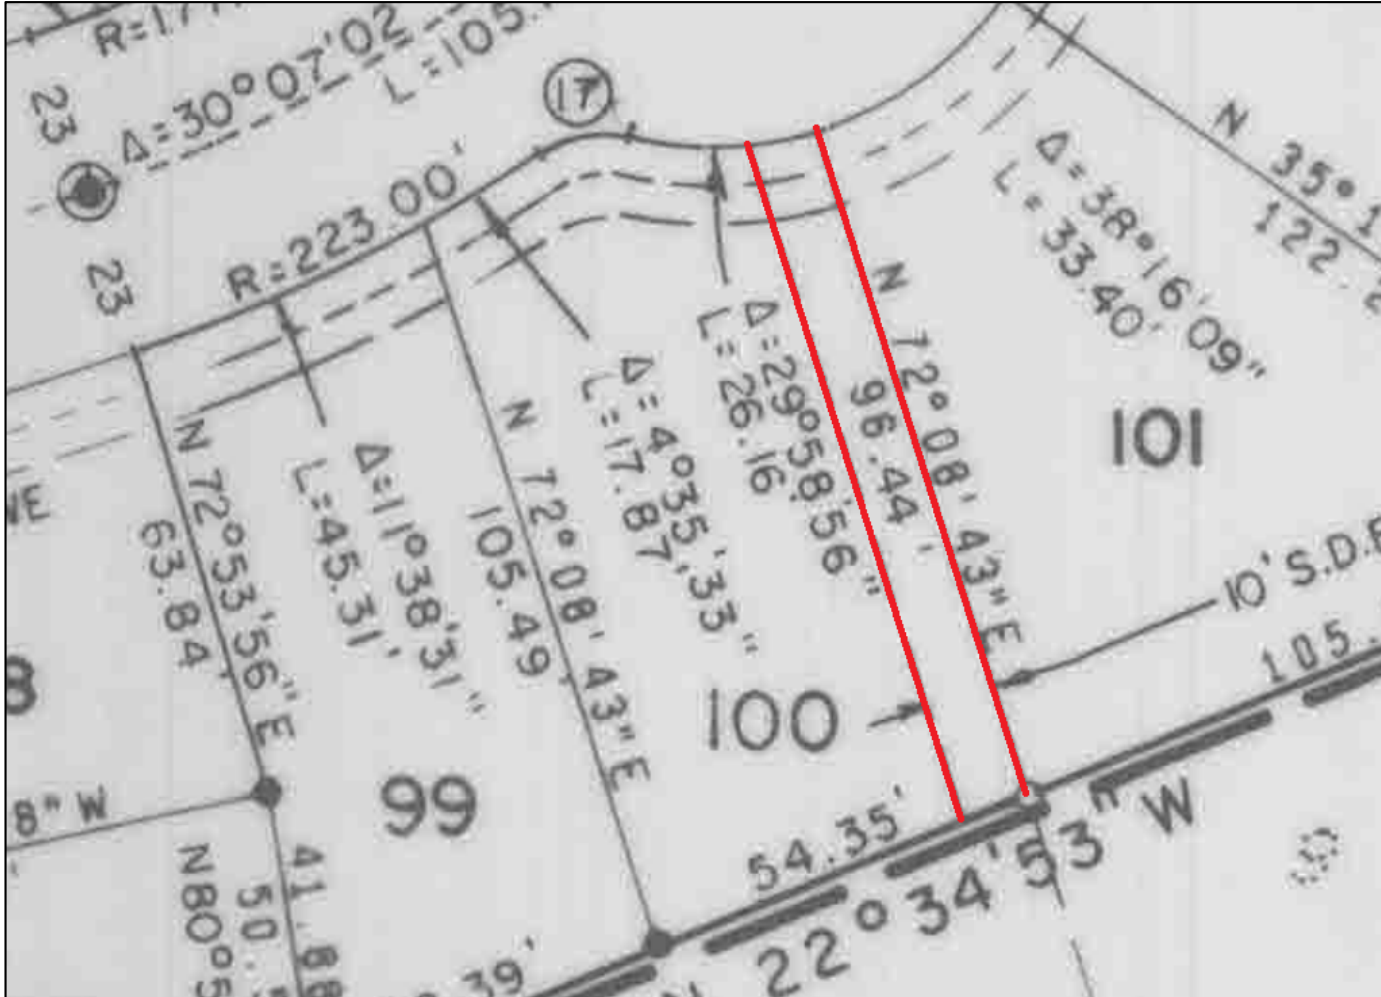 23
23
Δ=30°07'02
R=223.00'
17
N 35°1
122.2
Δ=38°16'09"
L=33.40'
Δ=29°58'56"
L=26.16'
N 72°08'43"E
96.44'
101
Δ=4°35'33"
L=17.87'
N 72°08'43"E
105.49'
Δ=11°38'31"
L=45.31'
N 72°53'56"E
63.84'
VE
10' S.D.E
105.
100
99
8" W
54.35'
N 22°34'53" W
41.88
50.
N80°5
.39'